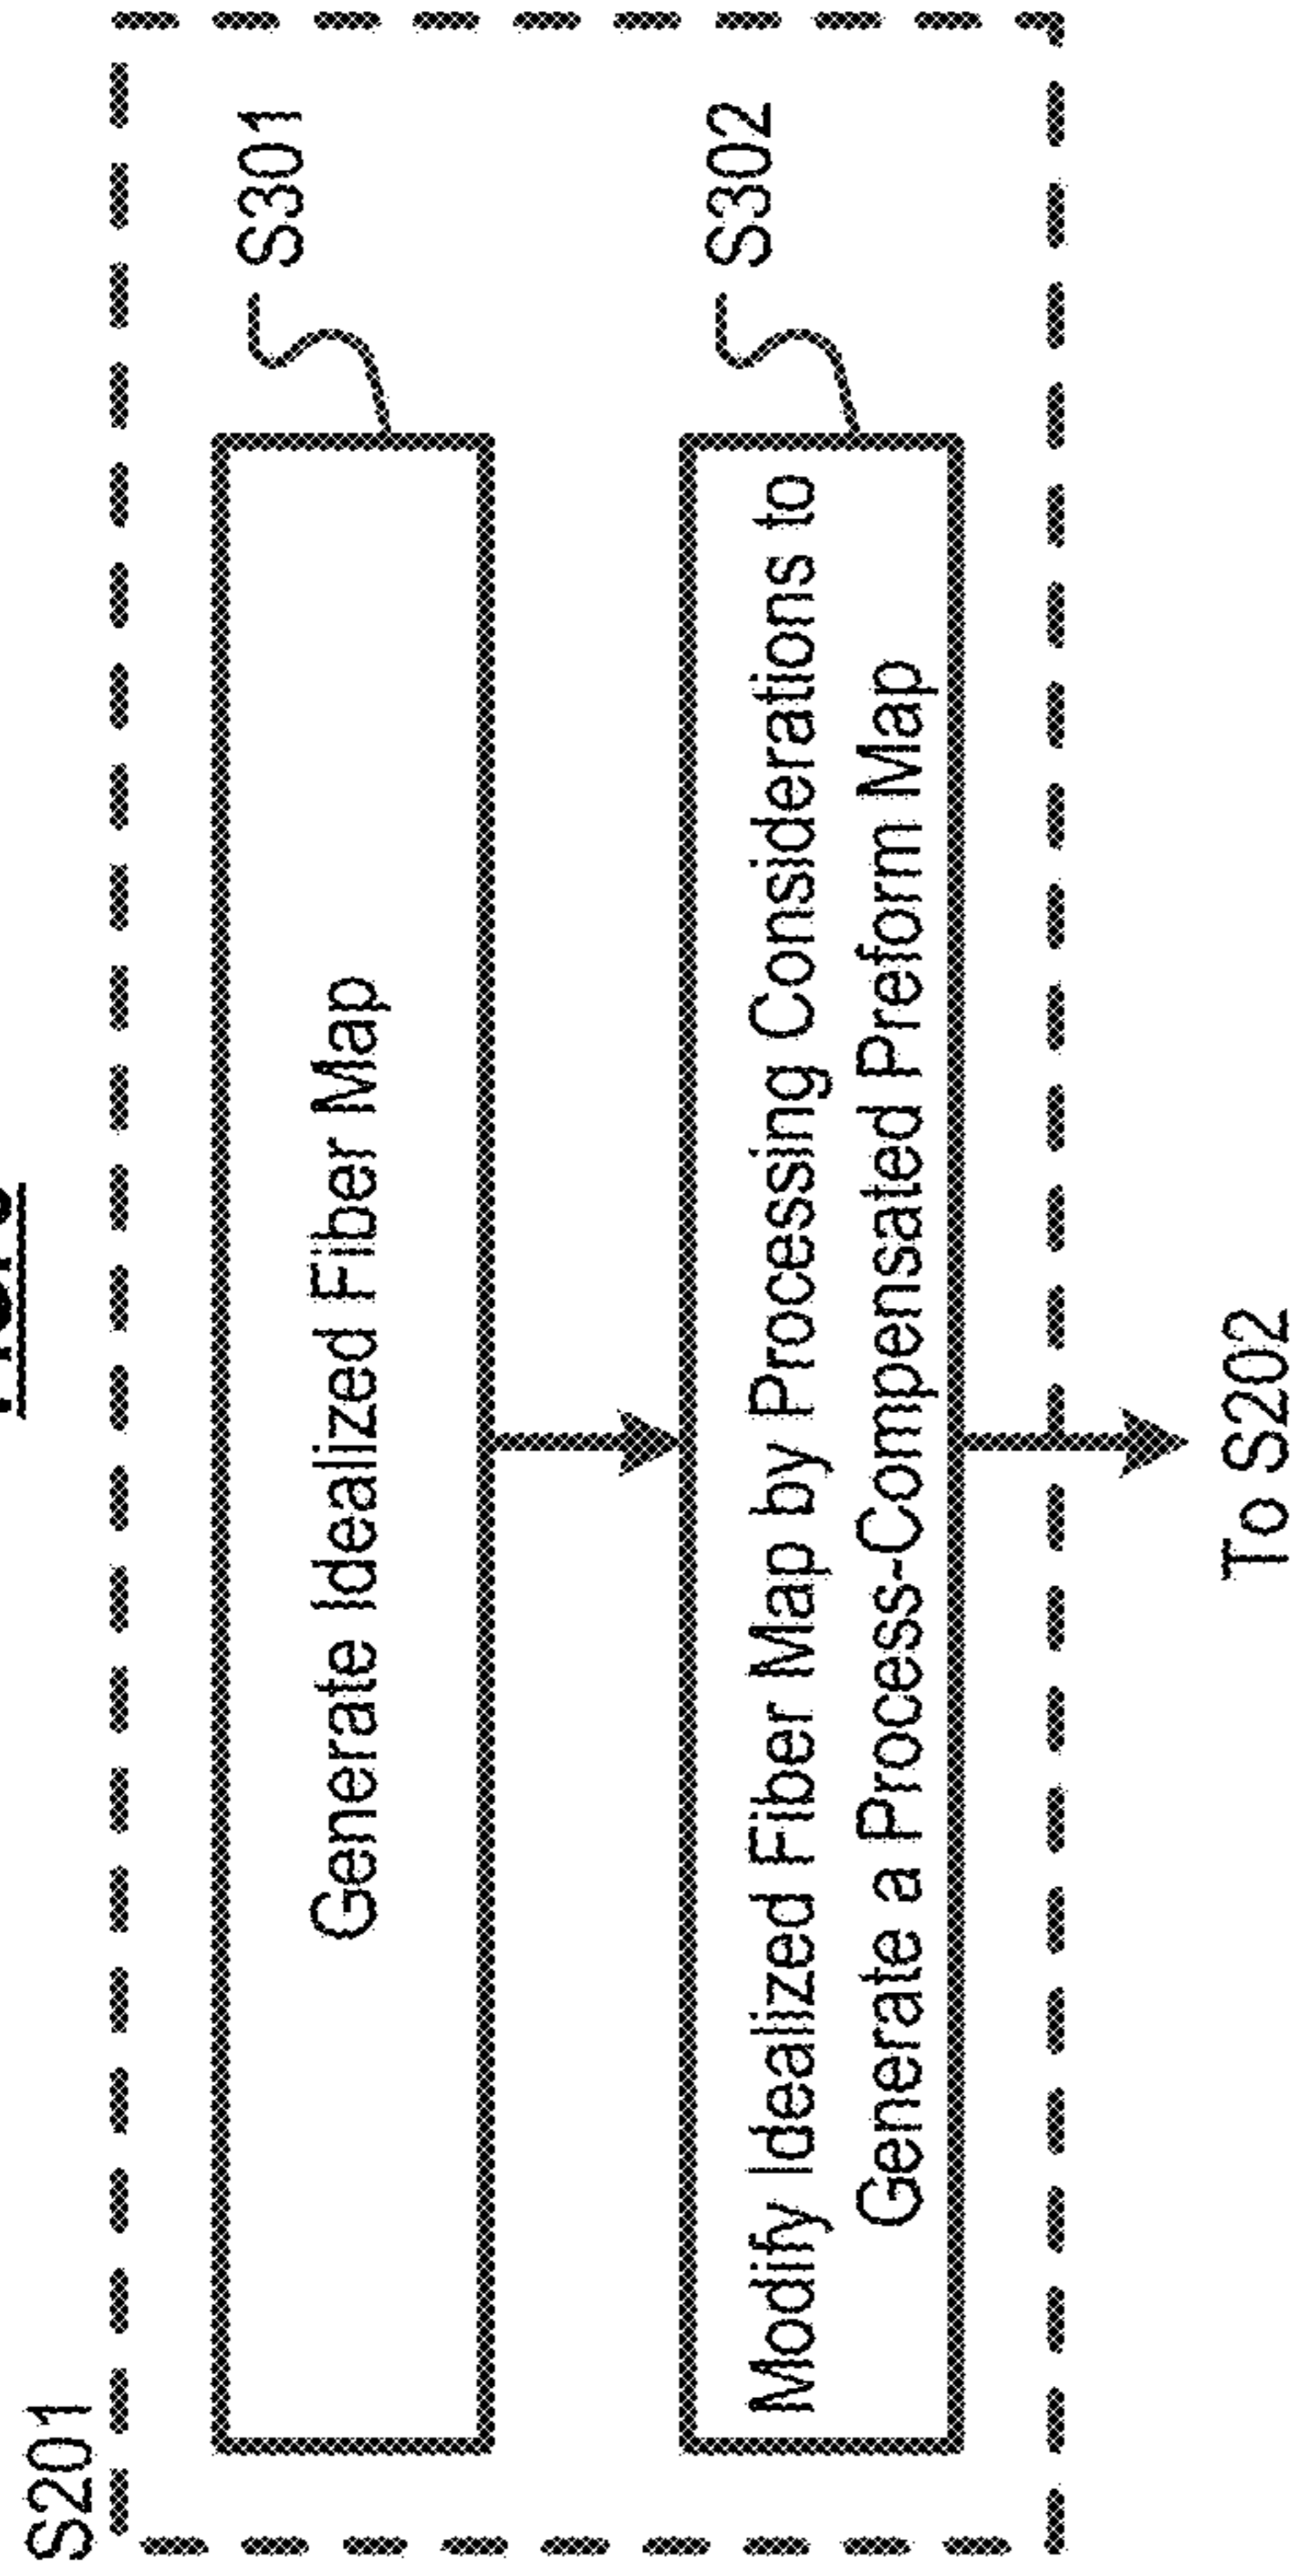 S201
Generate Idealized Fiber Map
S301
Modify Idealized Fiber Map by Processing Considerations to
Generate a Process-Compensated Preform Map
S302
To S202